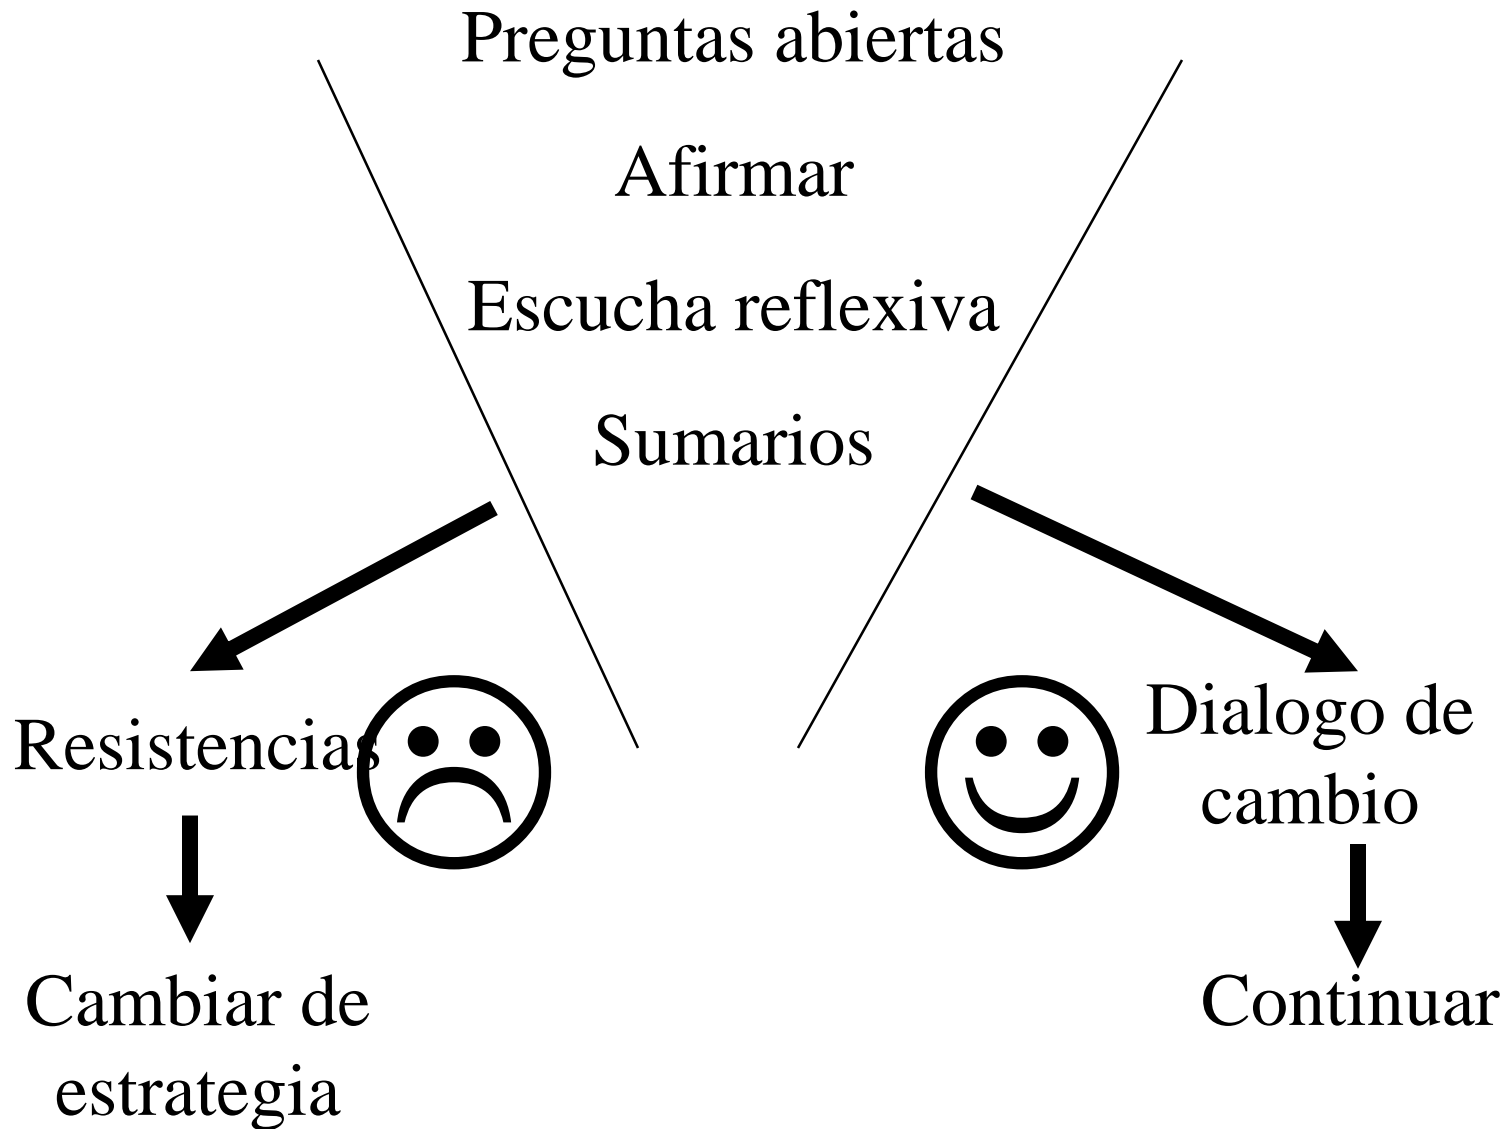 Preguntas abiertas
Afirmar
Escucha reflexiva
Sumarios
Resistencias
Dialogo de
cambio
Cambiar de
estrategia
Continuar